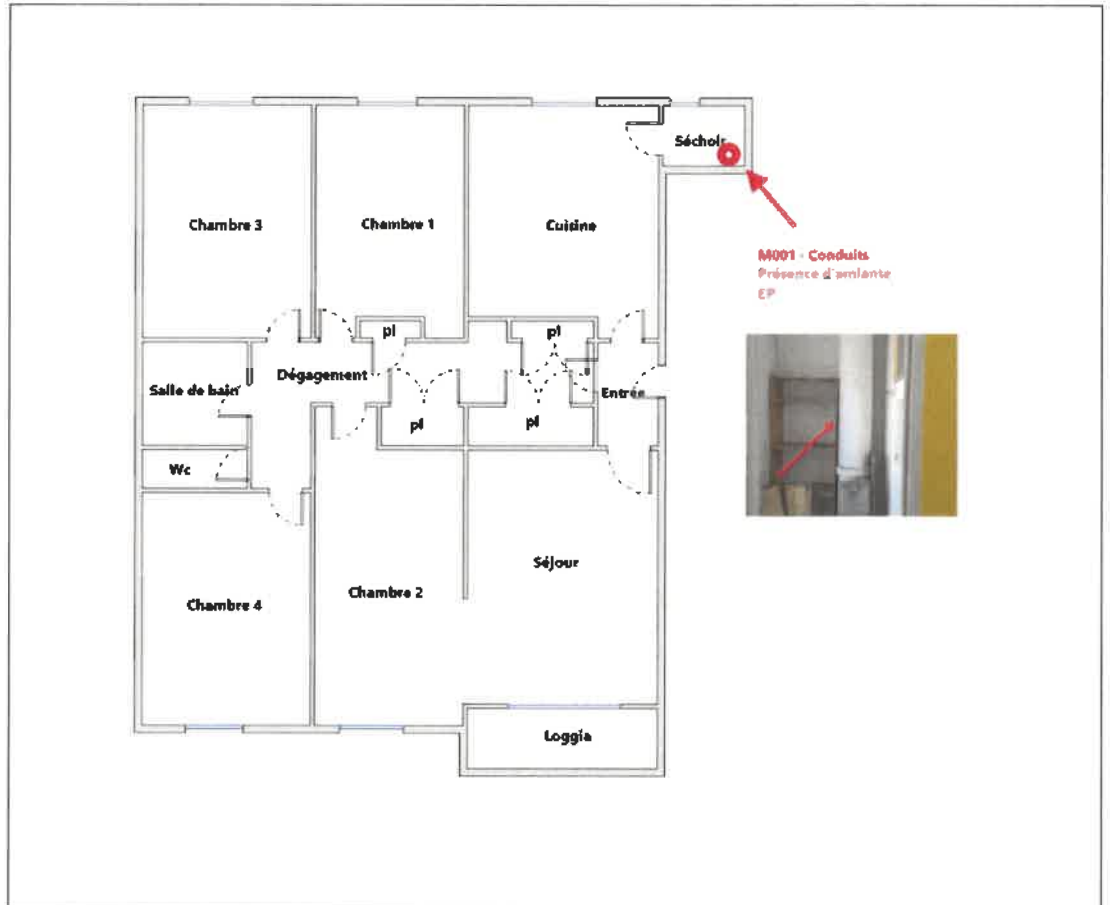 Séchoir
Chambre 3
Chambre 1
Cuisine
M001 - Conduits
Présence d'amiante
EP
pl
pl
Salle de bain
Dégagement
Entrée
pl
pl
Wc
Séjour
Chambre 2
Chambre 4
Loggia